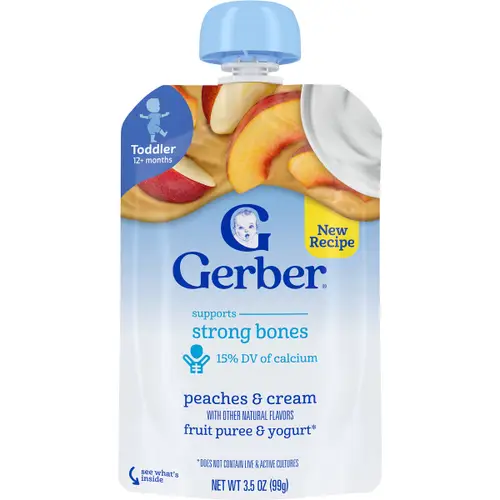 Toddler
12+ months
New
Recipe
G
Gerber®
supports
strong bones
15% DV of calcium
peaches & cream
WITH OTHER NATURAL FLAVORS
fruit puree & yogurt*
*DOES NOT CONTAIN LIVE & ACTIVE CULTURES
see what's
inside
NET WT 3.5 OZ (99g)